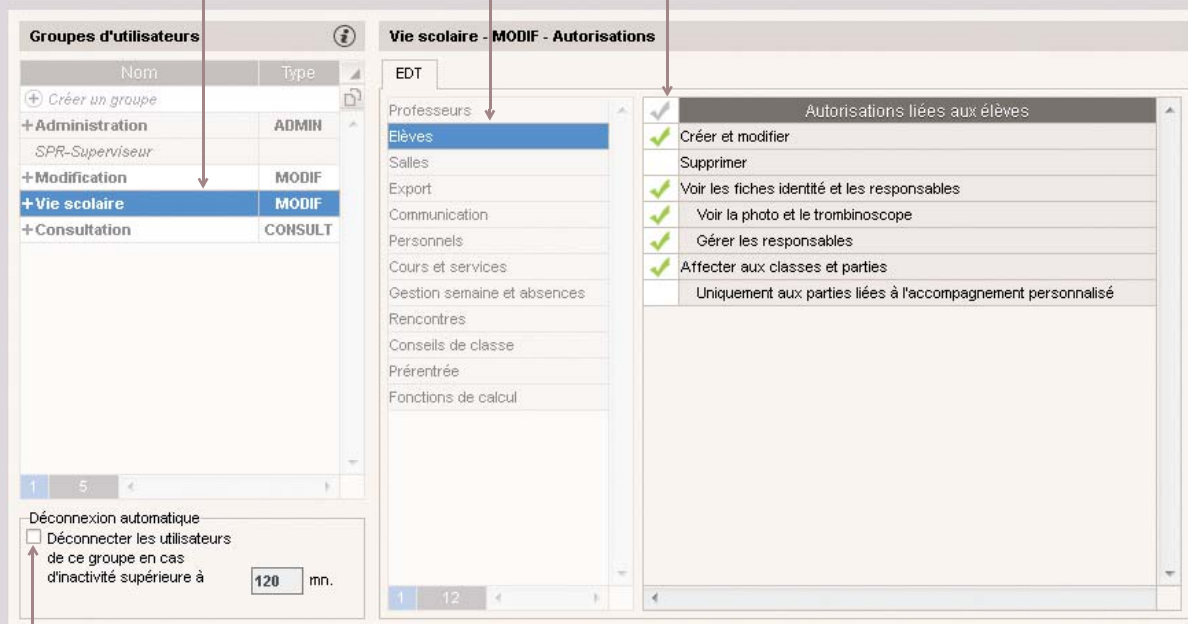 Groupes d'utilisateurs
Nom Type
Créer un groupe
+Administration ADMIN
SPR-Superviseur
+Modification MODIF
+Vie scolaire MODIF
+Consultation CONSULT
1 5
Déconnexion automatique
Déconnecter les utilisateurs
de ce groupe en cas
d'inactivité supérieure à 120 mn.
Vie scolaire - MODIF - Autorisations
EDT
Professeurs
Elèves
Salles
Export
Communication
Personnels
Cours et services
Gestion semaine et absences
Rencontres
Conseils de classe
Prérentrée
Fonctions de calcul
1 12
Autorisations liées aux élèves
Créer et modifier
Supprimer
Voir les fiches identité et les responsables
Voir la photo et le trombinoscope
Gérer les responsables
Affecter aux classes et parties
Uniquement aux parties liées à l'accompagnement personnalisé